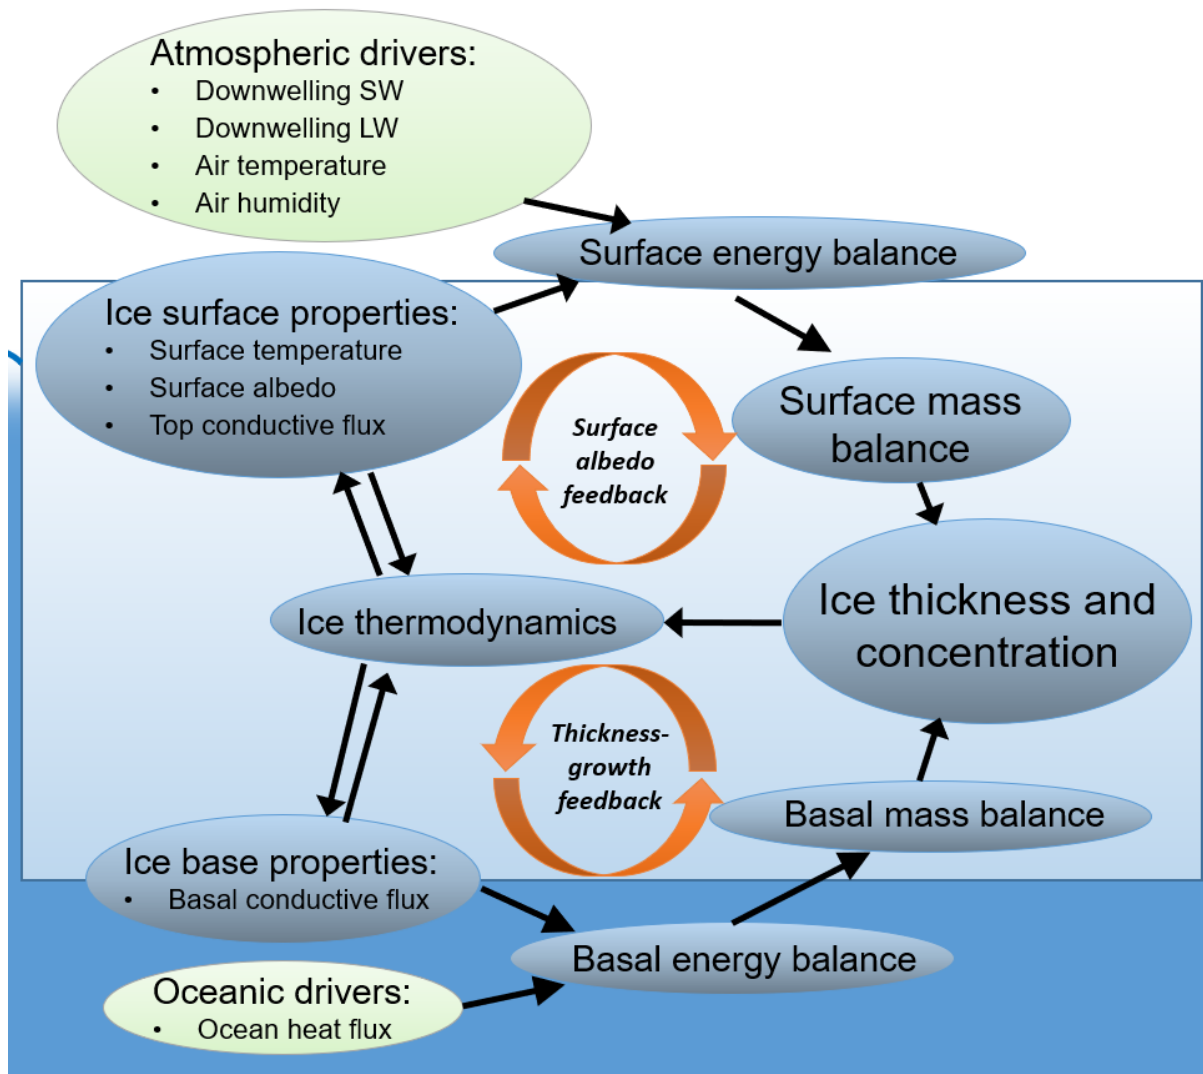 Atmospheric drivers:
• Downwelling SW
• Downwelling LW
• Air temperature
• Air humidity
Surface energy balance
Ice surface properties:
• Surface temperature
• Surface albedo
• Top conductive flux
Surface mass
balance
Surface
albedo
feedback
Ice thermodynamics
Ice thickness and
concentration
Thickness-
growth
feedback
Basal mass balance
Ice base properties:
• Basal conductive flux
Basal energy balance
Oceanic drivers:
• Ocean heat flux